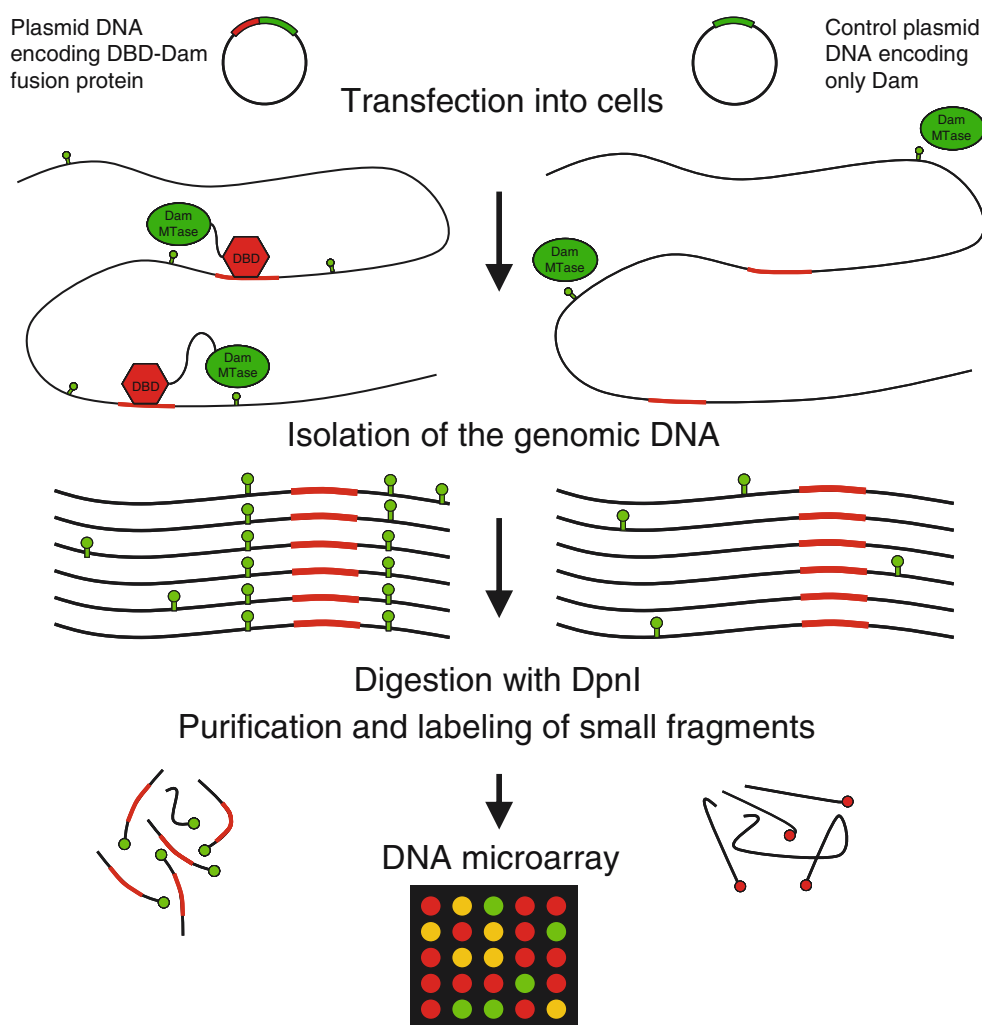 Plasmid DNA
encoding DBD-Dam
fusion protein
Control plasmid
DNA encoding
only Dam
Transfection into cells
Dam
MTase
Dam
MTase
DBD
Dam
MTase
Dam
MTase
DBD
Isolation of the genomic DNA
Digestion with DpnI
Purification and labeling of small fragments
DNA microarray